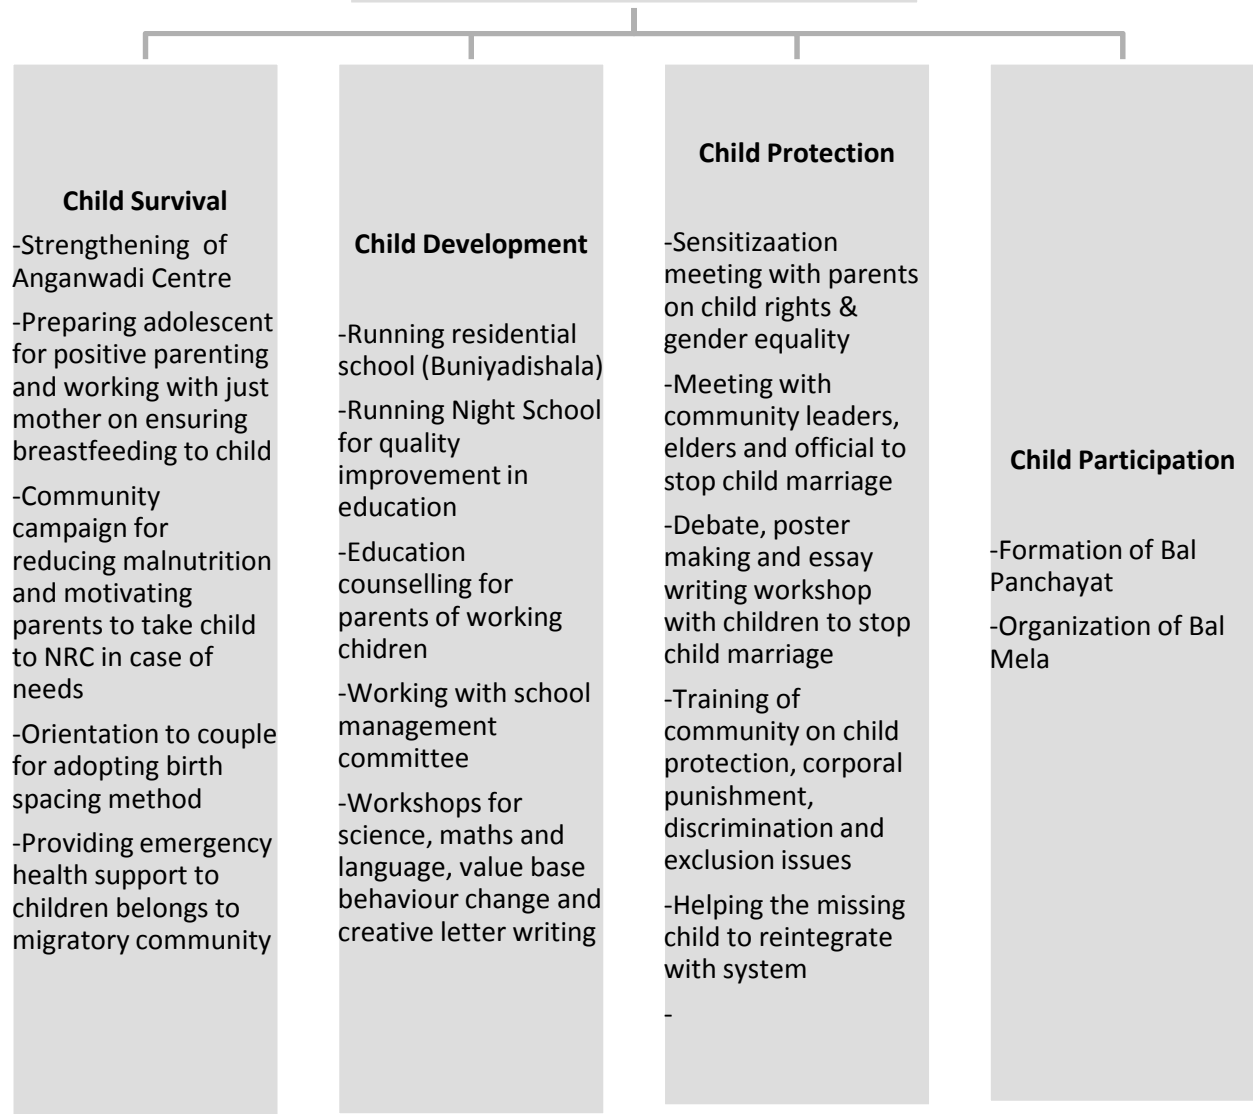 Child Survival
-Strengthening  of
Anganwadi Centre
-Preparing adolescent
for positive parenting
and working with just
mother on ensuring
breastfeeding to child
-Community
campaign for
reducing malnutrition
and motivating
parents to take child
to NRC in case of
needs
-Orientation to couple
for adopting birth
spacing method
-Providing emergency
health support to
children belongs to
migratory community
Child Development
-Running residential
school (Buniyadishala)
-Running Night School
for quality
improvement in
education
-Education
counselling for
parents of working
chidren
-Working with school
management
committee
-Workshops for
science, maths and
language, value base
behaviour change and
creative letter writing
Child Protection
-Sensitizaation
meeting with parents
on child rights &
gender equality
-Meeting with
community leaders,
elders and official to
stop child marriage
-Debate, poster
making and essay
writing workshop
with children to stop
child marriage
-Training of
community on child
protection, corporal
punishment,
discrimination and
exclusion issues
-Helping the missing
child to reintegrate
with system
-
Child Participation
-Formation of Bal
Panchayat
-Organization of Bal
Mela